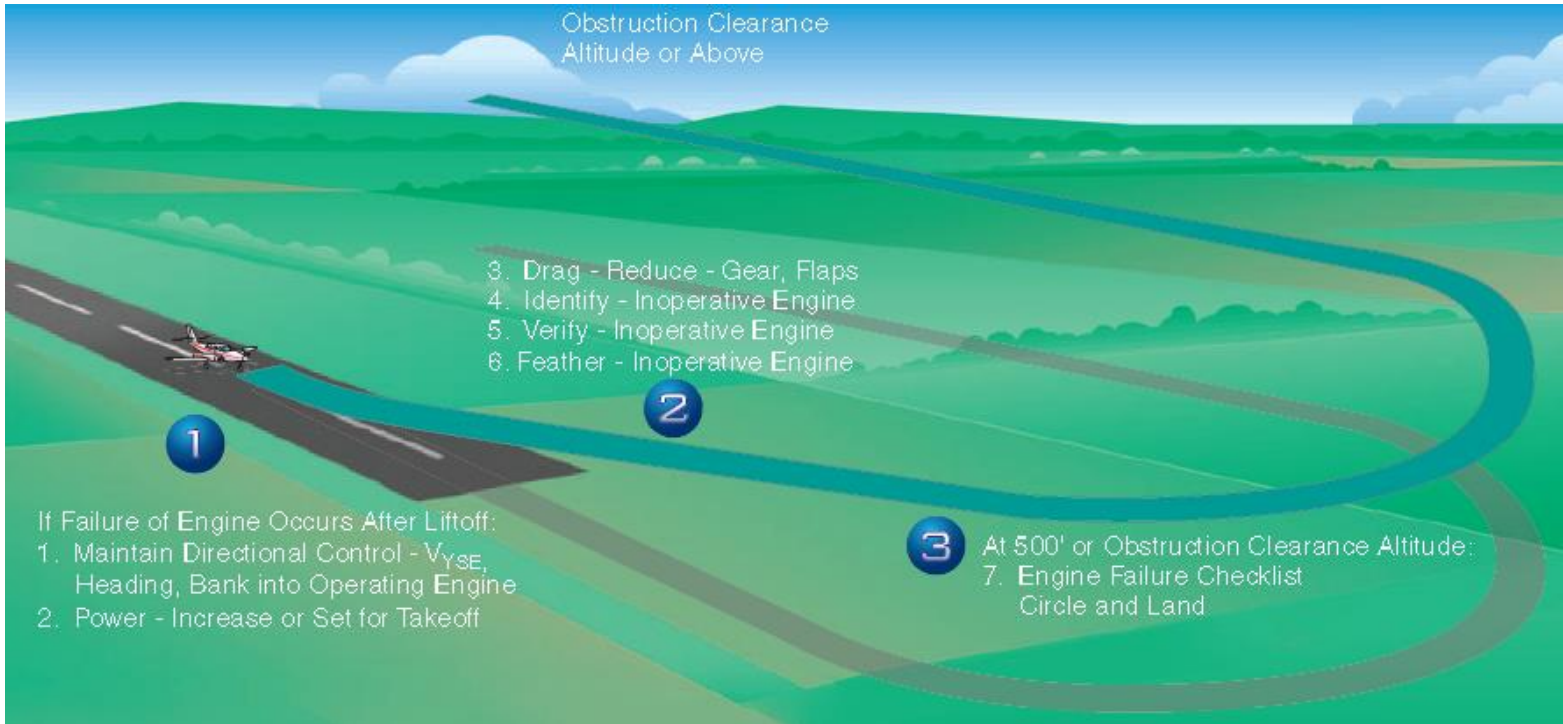 Obstruction Clearance
Altitude or Above
1
If Failure of Engine Occurs After Liftoff:
1. Maintain Directional Control - VYSE,
Heading, Bank into Operating Engine
2. Power - Increase or Set for Takeoff
3. Drag - Reduce - Gear, Flaps
4. Identify - Inoperative Engine
5. Verify - Inoperative Engine
6. Feather - Inoperative Engine
2
3
At 500' or Obstruction Clearance Altitude:
7. Engine Failure Checklist
Circle and Land